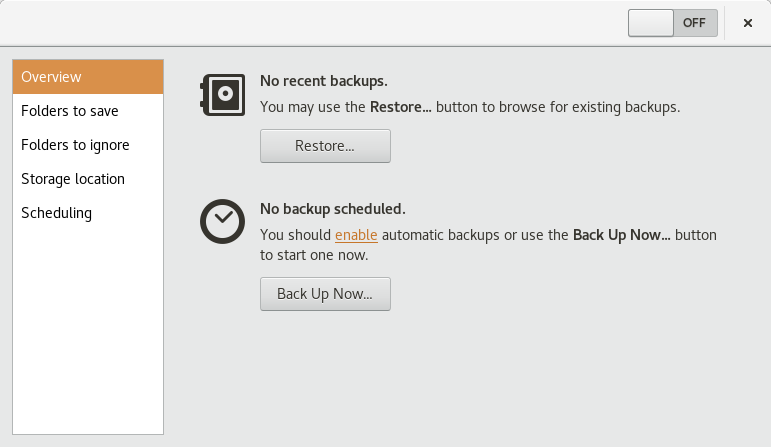 OFF
Overview
Folders to save
Folders to ignore
Storage location
Scheduling
No recent backups.
You may use the Restore... button to browse for existing backups.
Restore...
No backup scheduled.
You should enable automatic backups or use the Back Up Now... button
to start one now.
Back Up Now...